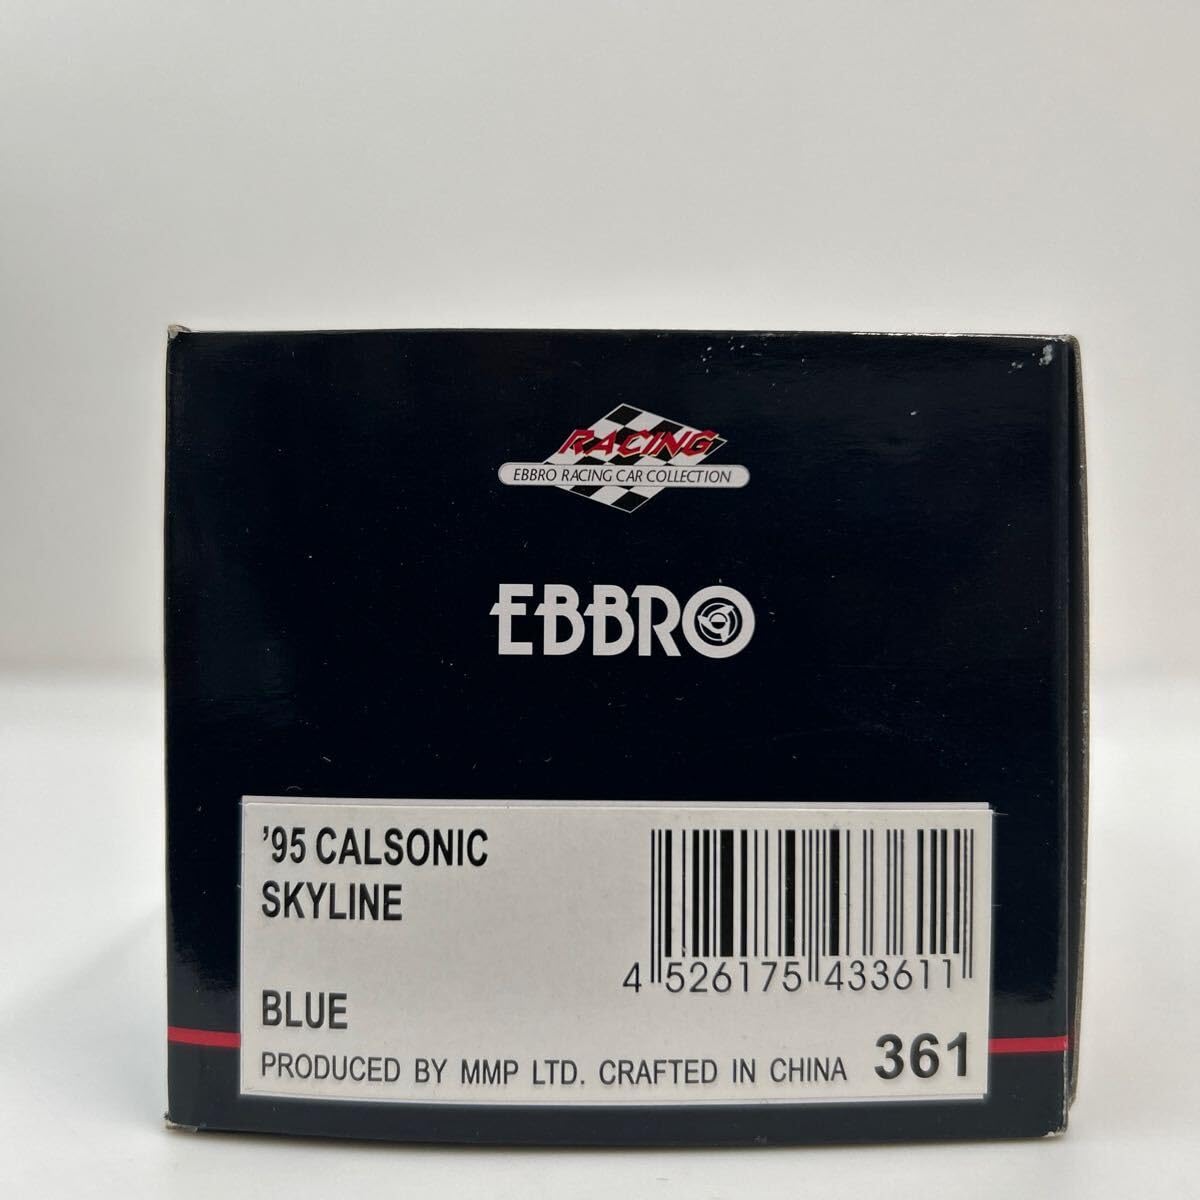 RACING
EBBRO RACING CAR COLLECTION
EBBRO
'95 CALSONIC
SKYLINE
BLUE
4 526175 433611
PRODUCED BY MMP LTD. CRAFTED IN CHINA 361